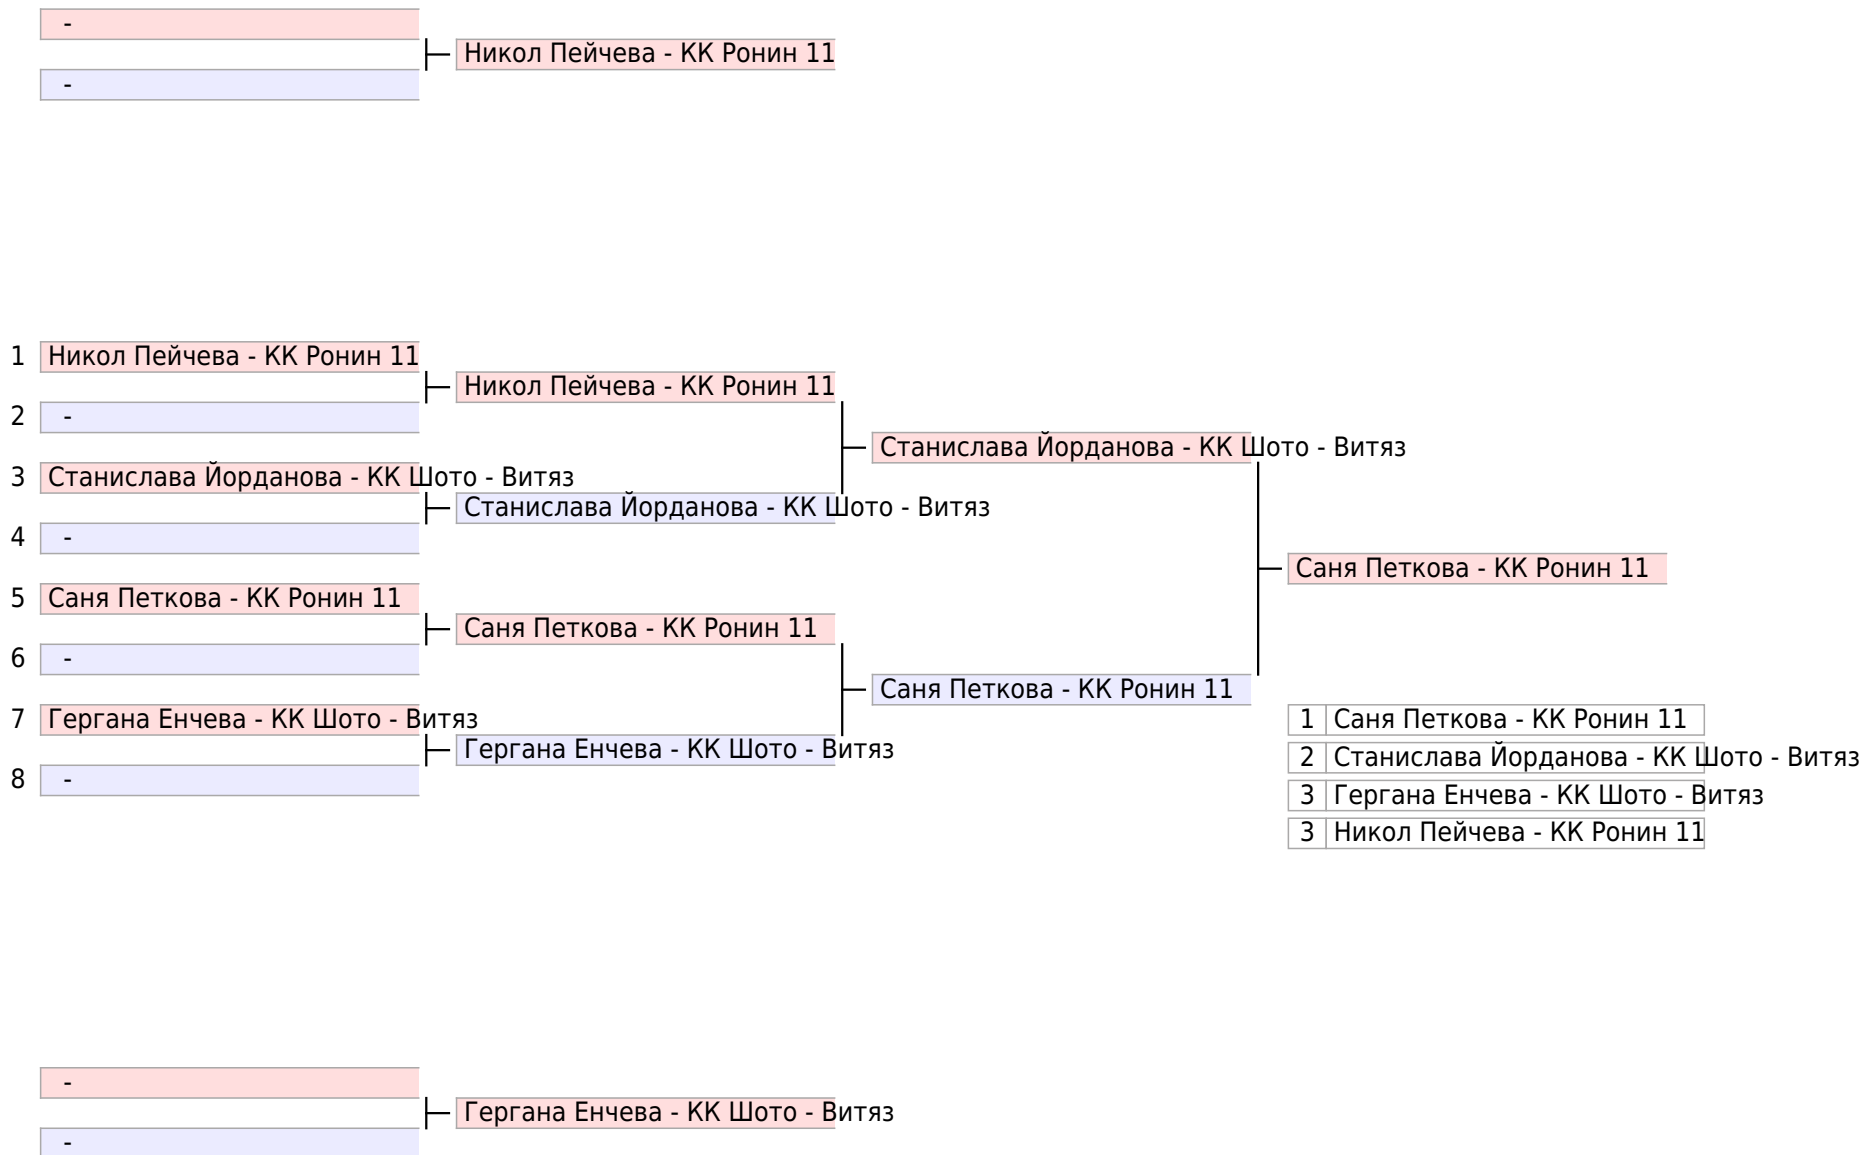 -
Никол Пейчева - КК Ронин 11
-
1 Никол Пейчева - КК Ронин 11
Никол Пейчева - КК Ронин 11
2 -
Станислава Йорданова - КК Шото - Витяз
3 Станислава Йорданова - КК Шото - Витяз
Станислава Йорданова - КК Шото - Витяз
4 -
Саня Петкова - КК Ронин 11
5 Саня Петкова - КК Ронин 11
Саня Петкова - КК Ронин 11
6 -
Саня Петкова - КК Ронин 11
7 Гергана Енчева - КК Шото - Витяз
Гергана Енчева - КК Шото - Витяз
8 -
1 Саня Петкова - КК Ронин 11
2 Станислава Йорданова - КК Шото - Витяз
3 Гергана Енчева - КК Шото - Витяз
3 Никол Пейчева - КК Ронин 11
-
Гергана Енчева - КК Шото - Витяз
-